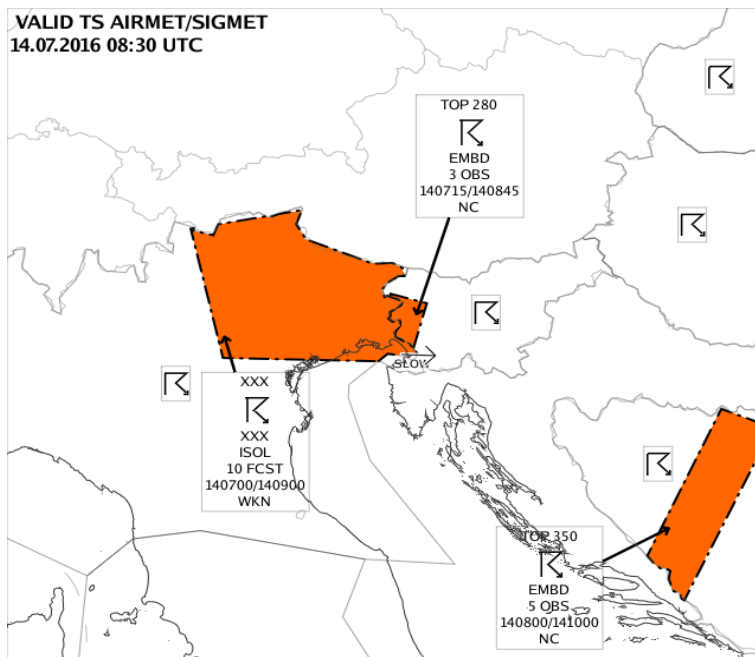 VALID TS AIRMET/SIGMET
14.07.2016 08:30 UTC
TOP 280
EMBD
3 OBS
140715/140845
NC
SLOW
XXX
XXX
ISOL
10 FCST
140700/140900
WKN
TOP 350
EMBD
5 OBS
140800/141000
NC